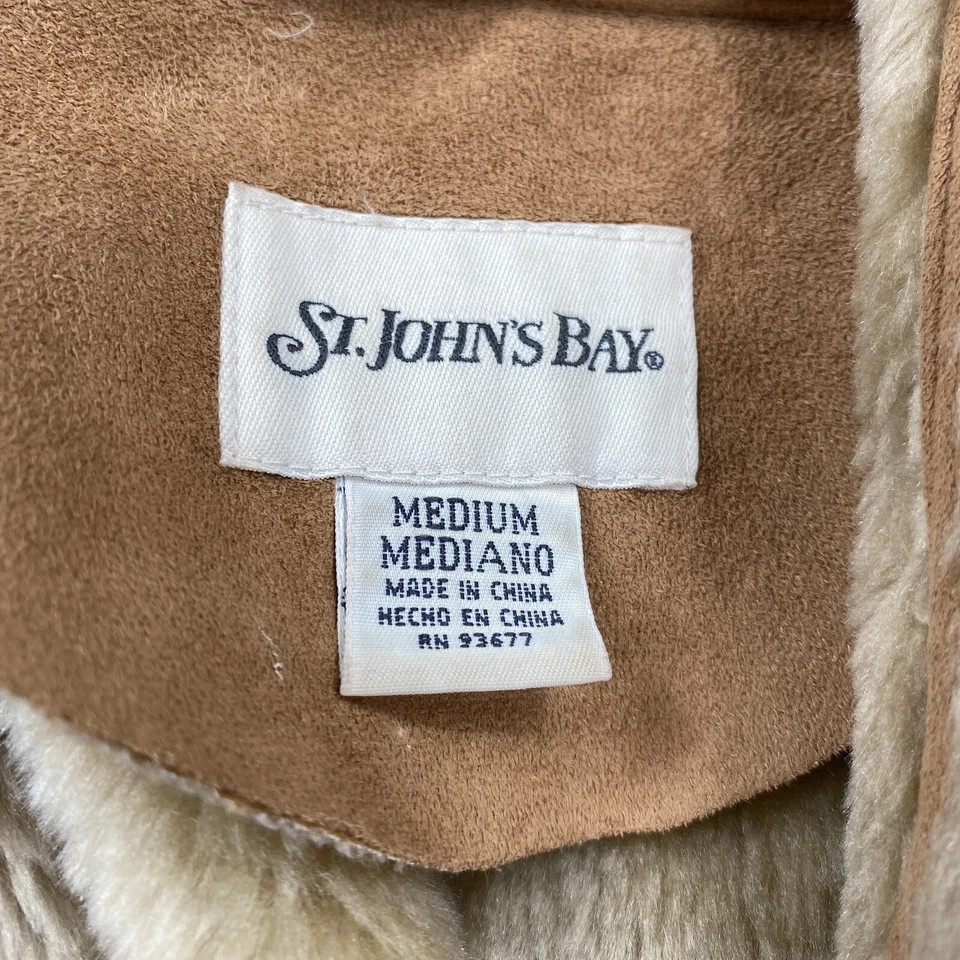 ST. JOHN'S BAY®
MEDIUM
MEDIANO
MADE IN CHINA
HECHO EN CHINA
RN 93677